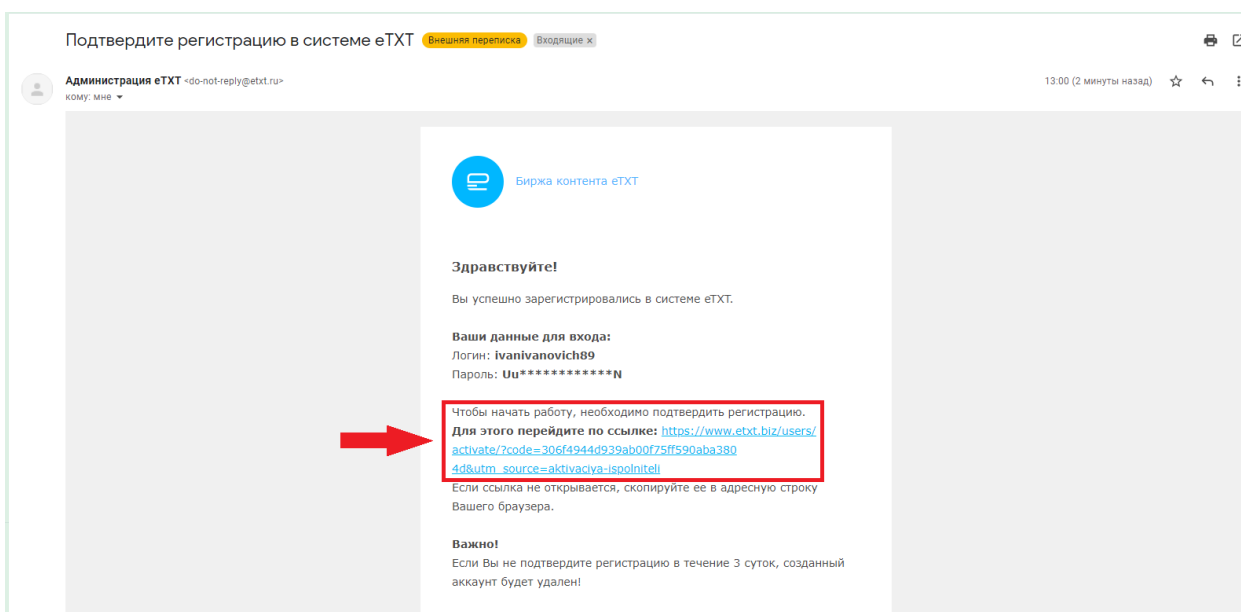 Подтвердите регистрацию в системе eTXT Внешняя переписка Входящие ×
Администрация eTXT <do-not-reply@etxt.ru> 13:00 (2 минуты назад)
кому: мне
Биржа контента eTXT
Здравствуйте!
Вы успешно зарегистрировались в системе eTXT.
Ваши данные для входа:
Логин: ivanivanovich89
Пароль: Uu************N
Чтобы начать работу, необходимо подтвердить регистрацию.
Для этого перейдите по ссылке: https://www.etxt.biz/users/
activate/?code=306f4944d939ab00f75ff590aba380
4d&utm_source=aktivaciya-ispolniteli
Если ссылка не открывается, скопируйте ее в адресную строку
Вашего браузера.
Важно!
Если Вы не подтвердите регистрацию в течение 3 суток, созданный
аккаунт будет удален!